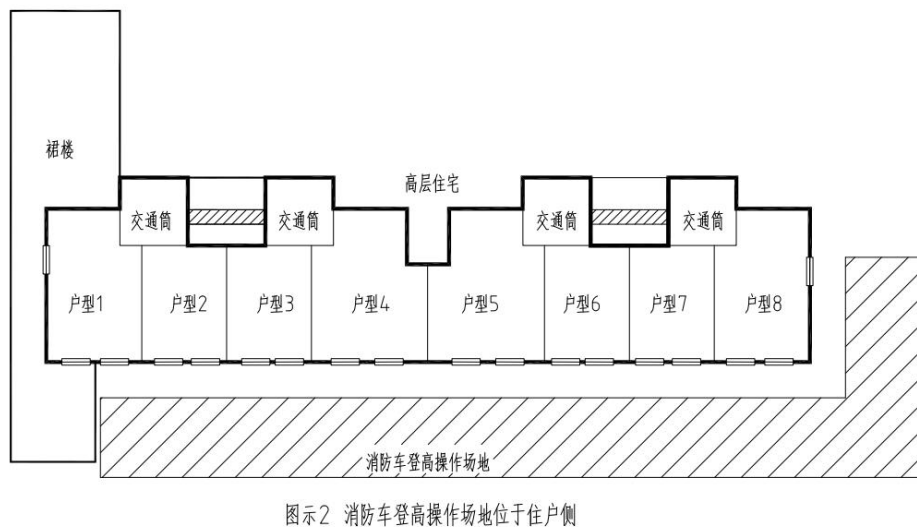 裙楼
高层住宅
交通筒
交通筒
交通筒
交通筒
户型1
户型2
户型3
户型4
户型5
户型6
户型7
户型8
消防车登高操作场地
图示2 消防车登高操作场地位于住户侧